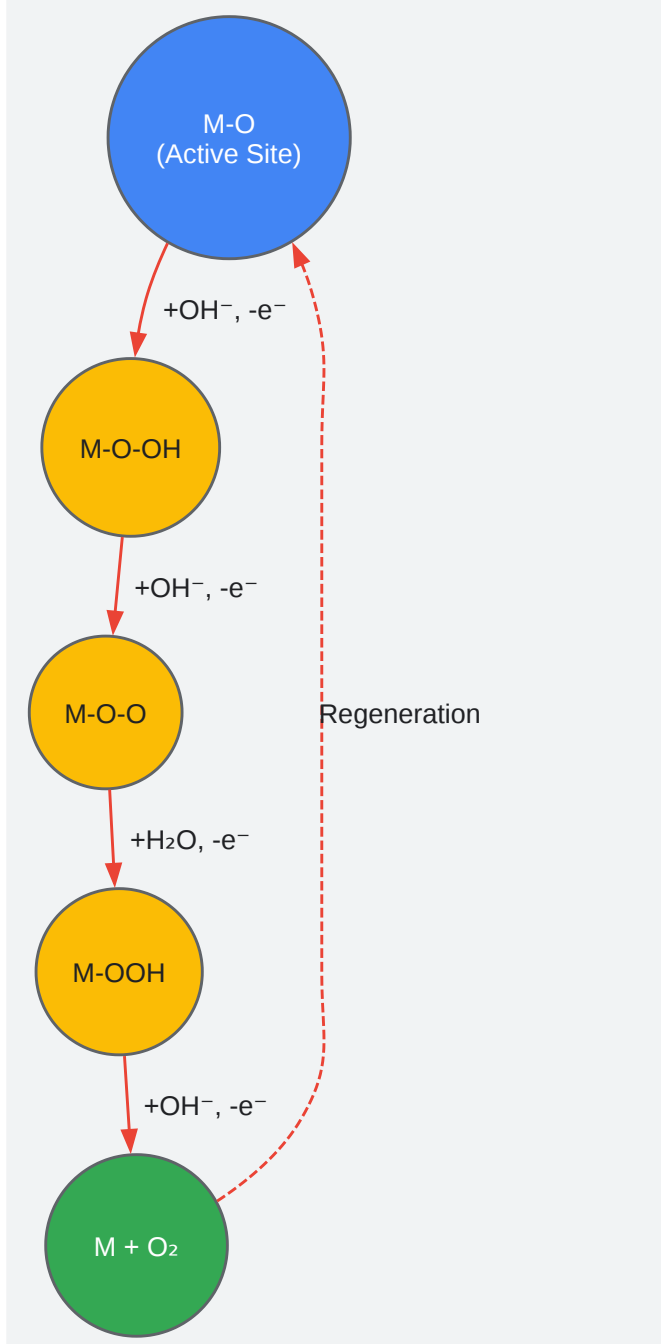 M-O
(Active Site)
+OH⁻, -e⁻
M-O-OH
+OH⁻, -e⁻
M-O-O
Regeneration
+H₂O, -e⁻
M-OOH
+OH⁻, -e⁻
M + O₂